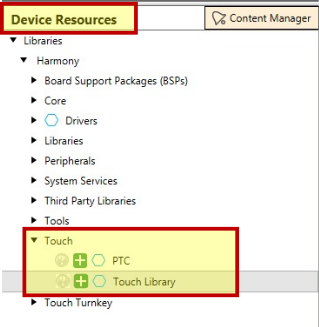 Device Resources
Content Manager
Libraries
Harmony
Board Support Packages (BSPs)
Core
Drivers
Libraries
Peripherals
System Services
Third Party Libraries
Tools
Touch
PTC
Touch Library
Touch Turnkey